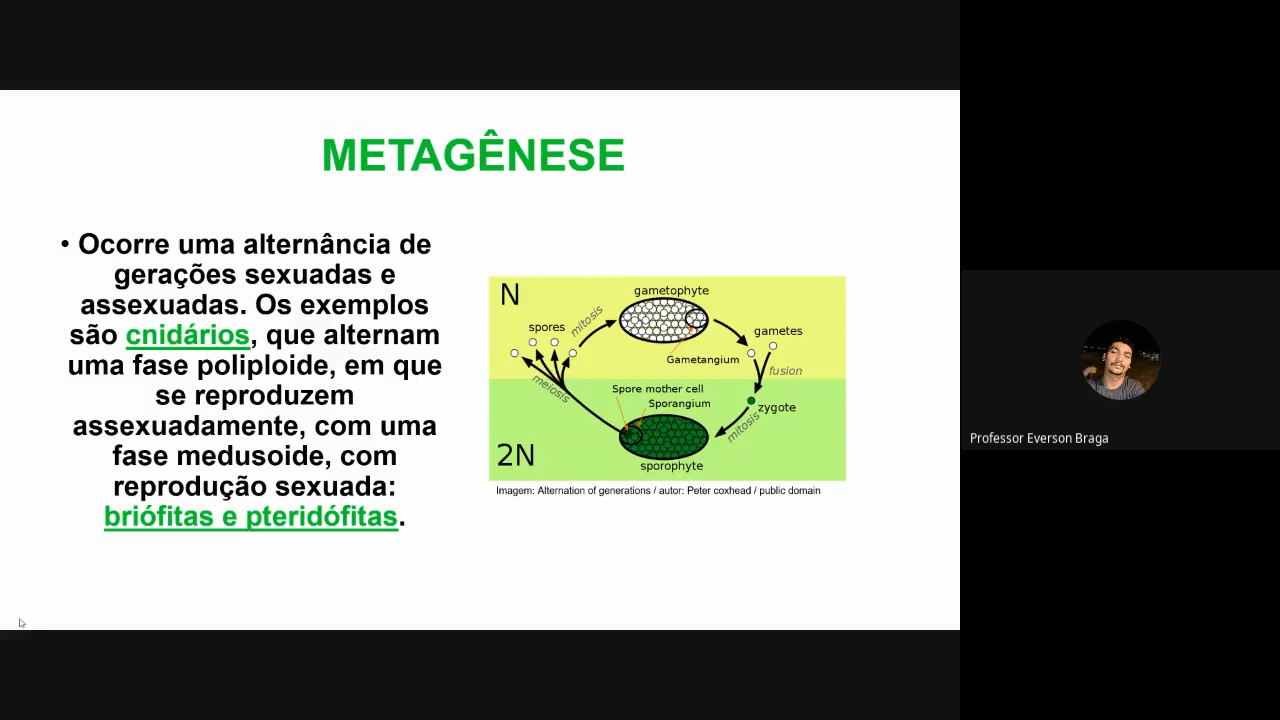 METAGÊNESE
• Ocorre uma alternância de
gerações sexuadas e
assexuadas. Os exemplos
são cnidários, que alternam
uma fase poliploide, em que
se reproduzem
assexuadamente, com uma
fase medusoide, com
reprodução sexuada:
briófitas e pteridófitas.
N
gametophyte
spores
mitosis
gametes
Gametangium
fusion
meiosis
Spore mother cell
Sporangium
zygote
mitosis
2N
sporophyte
Imagem: Alternation of generations / autor: Peter coxhead / public domain
Professor Everson Braga